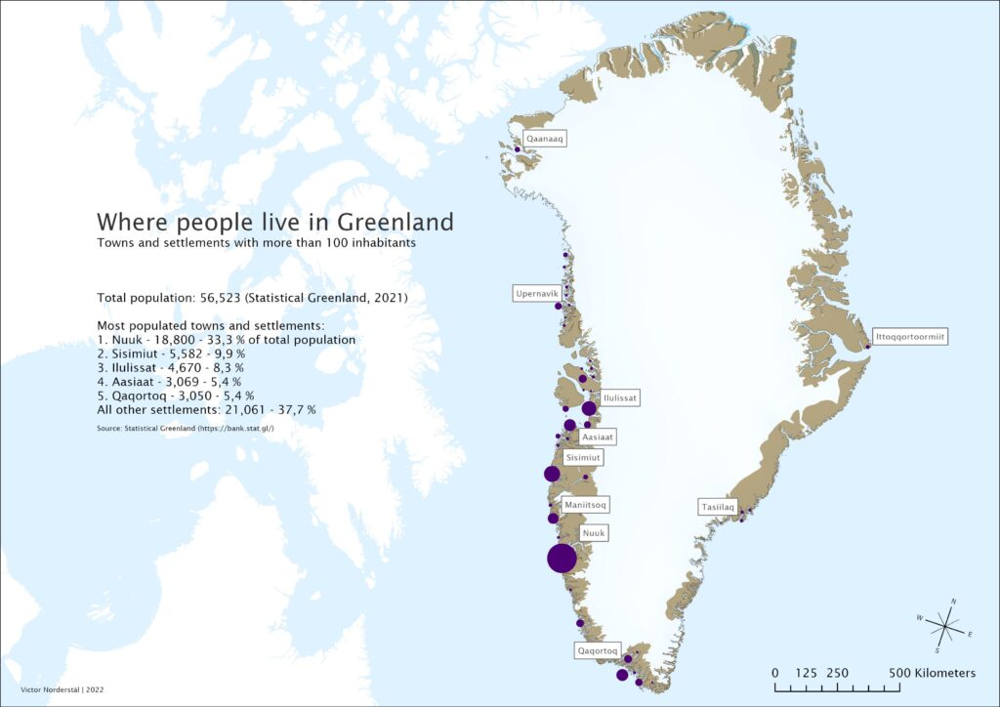 Where people live in Greenland
Towns and settlements with more than 100 inhabitants
Total population: 56,523 (Statistical Greenland, 2021)
Most populated towns and settlements:
1. Nuuk - 18,800 - 33,3 % of total population
2. Sisimiut - 5,582 - 9,9 %
3. Ilulissat - 4,670 - 8,3 %
4. Aasiaat - 3,069 - 5,4 %
5. Qaqortoq - 3,050 - 5,4 %
All other settlements: 21,061 - 37,7 %
Source: Statistical Greenland (https://bank.stat.gl/)
Qaanaaq
Upernavik
Ittoqqortoormiit
Ilulissat
Aasiaat
Sisimiut
Maniitsoq
Tasiilaq
Nuuk
Qaqortoq
N
W
E
S
0 125 250 500 Kilometers
Victor Norderstål | 2022